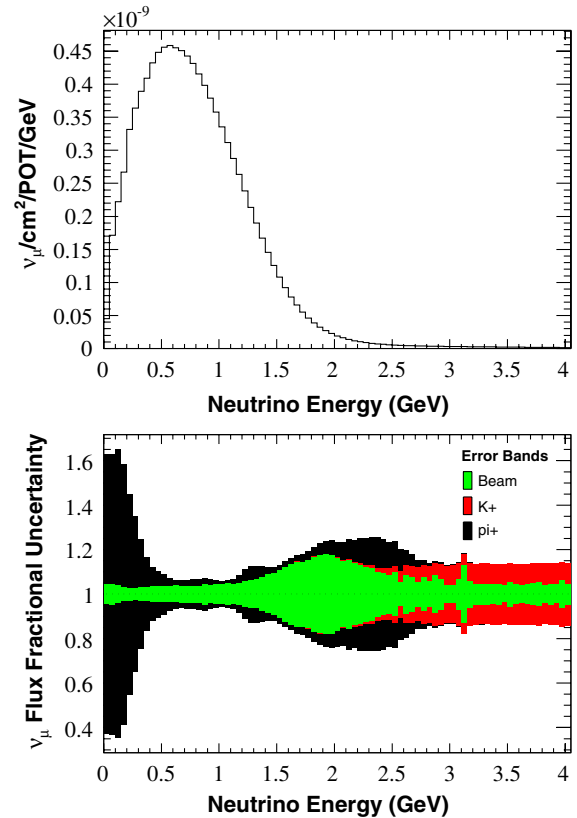 ×10⁻⁹
0.45
0.4
0.35
0.3
0.25
0.2
0.15
0.1
0.05
0
νμ/cm²/POT/GeV
0 0.5 1 1.5 2 2.5 3 3.5 4
Neutrino Energy (GeV)
1.6
1.4
1.2
1
0.8
0.6
0.4
νμ Flux Fractional Uncertainty
Error Bands
Beam
K+
pi+
0 0.5 1 1.5 2 2.5 3 3.5 4
Neutrino Energy (GeV)